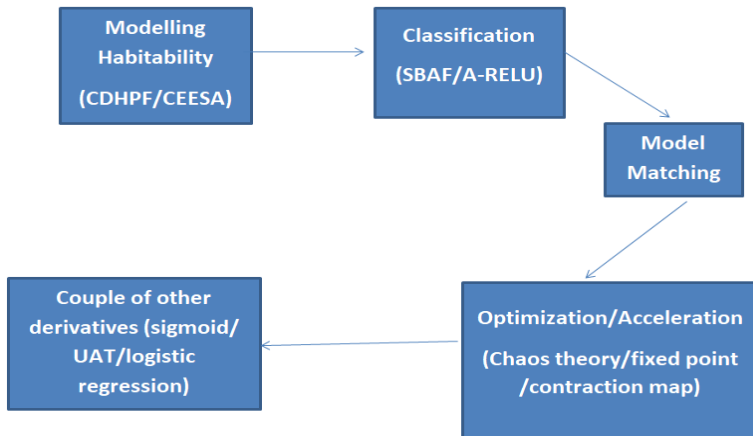 Modelling
Habitability
(CDHPF/CEESA)
Classification
(SBAF/A-RELU)
Model
Matching
Optimization/Acceleration
(Chaos theory/fixed point
/contraction map)
Couple of other
derivatives (sigmoid/
UAT/logistic
regression)